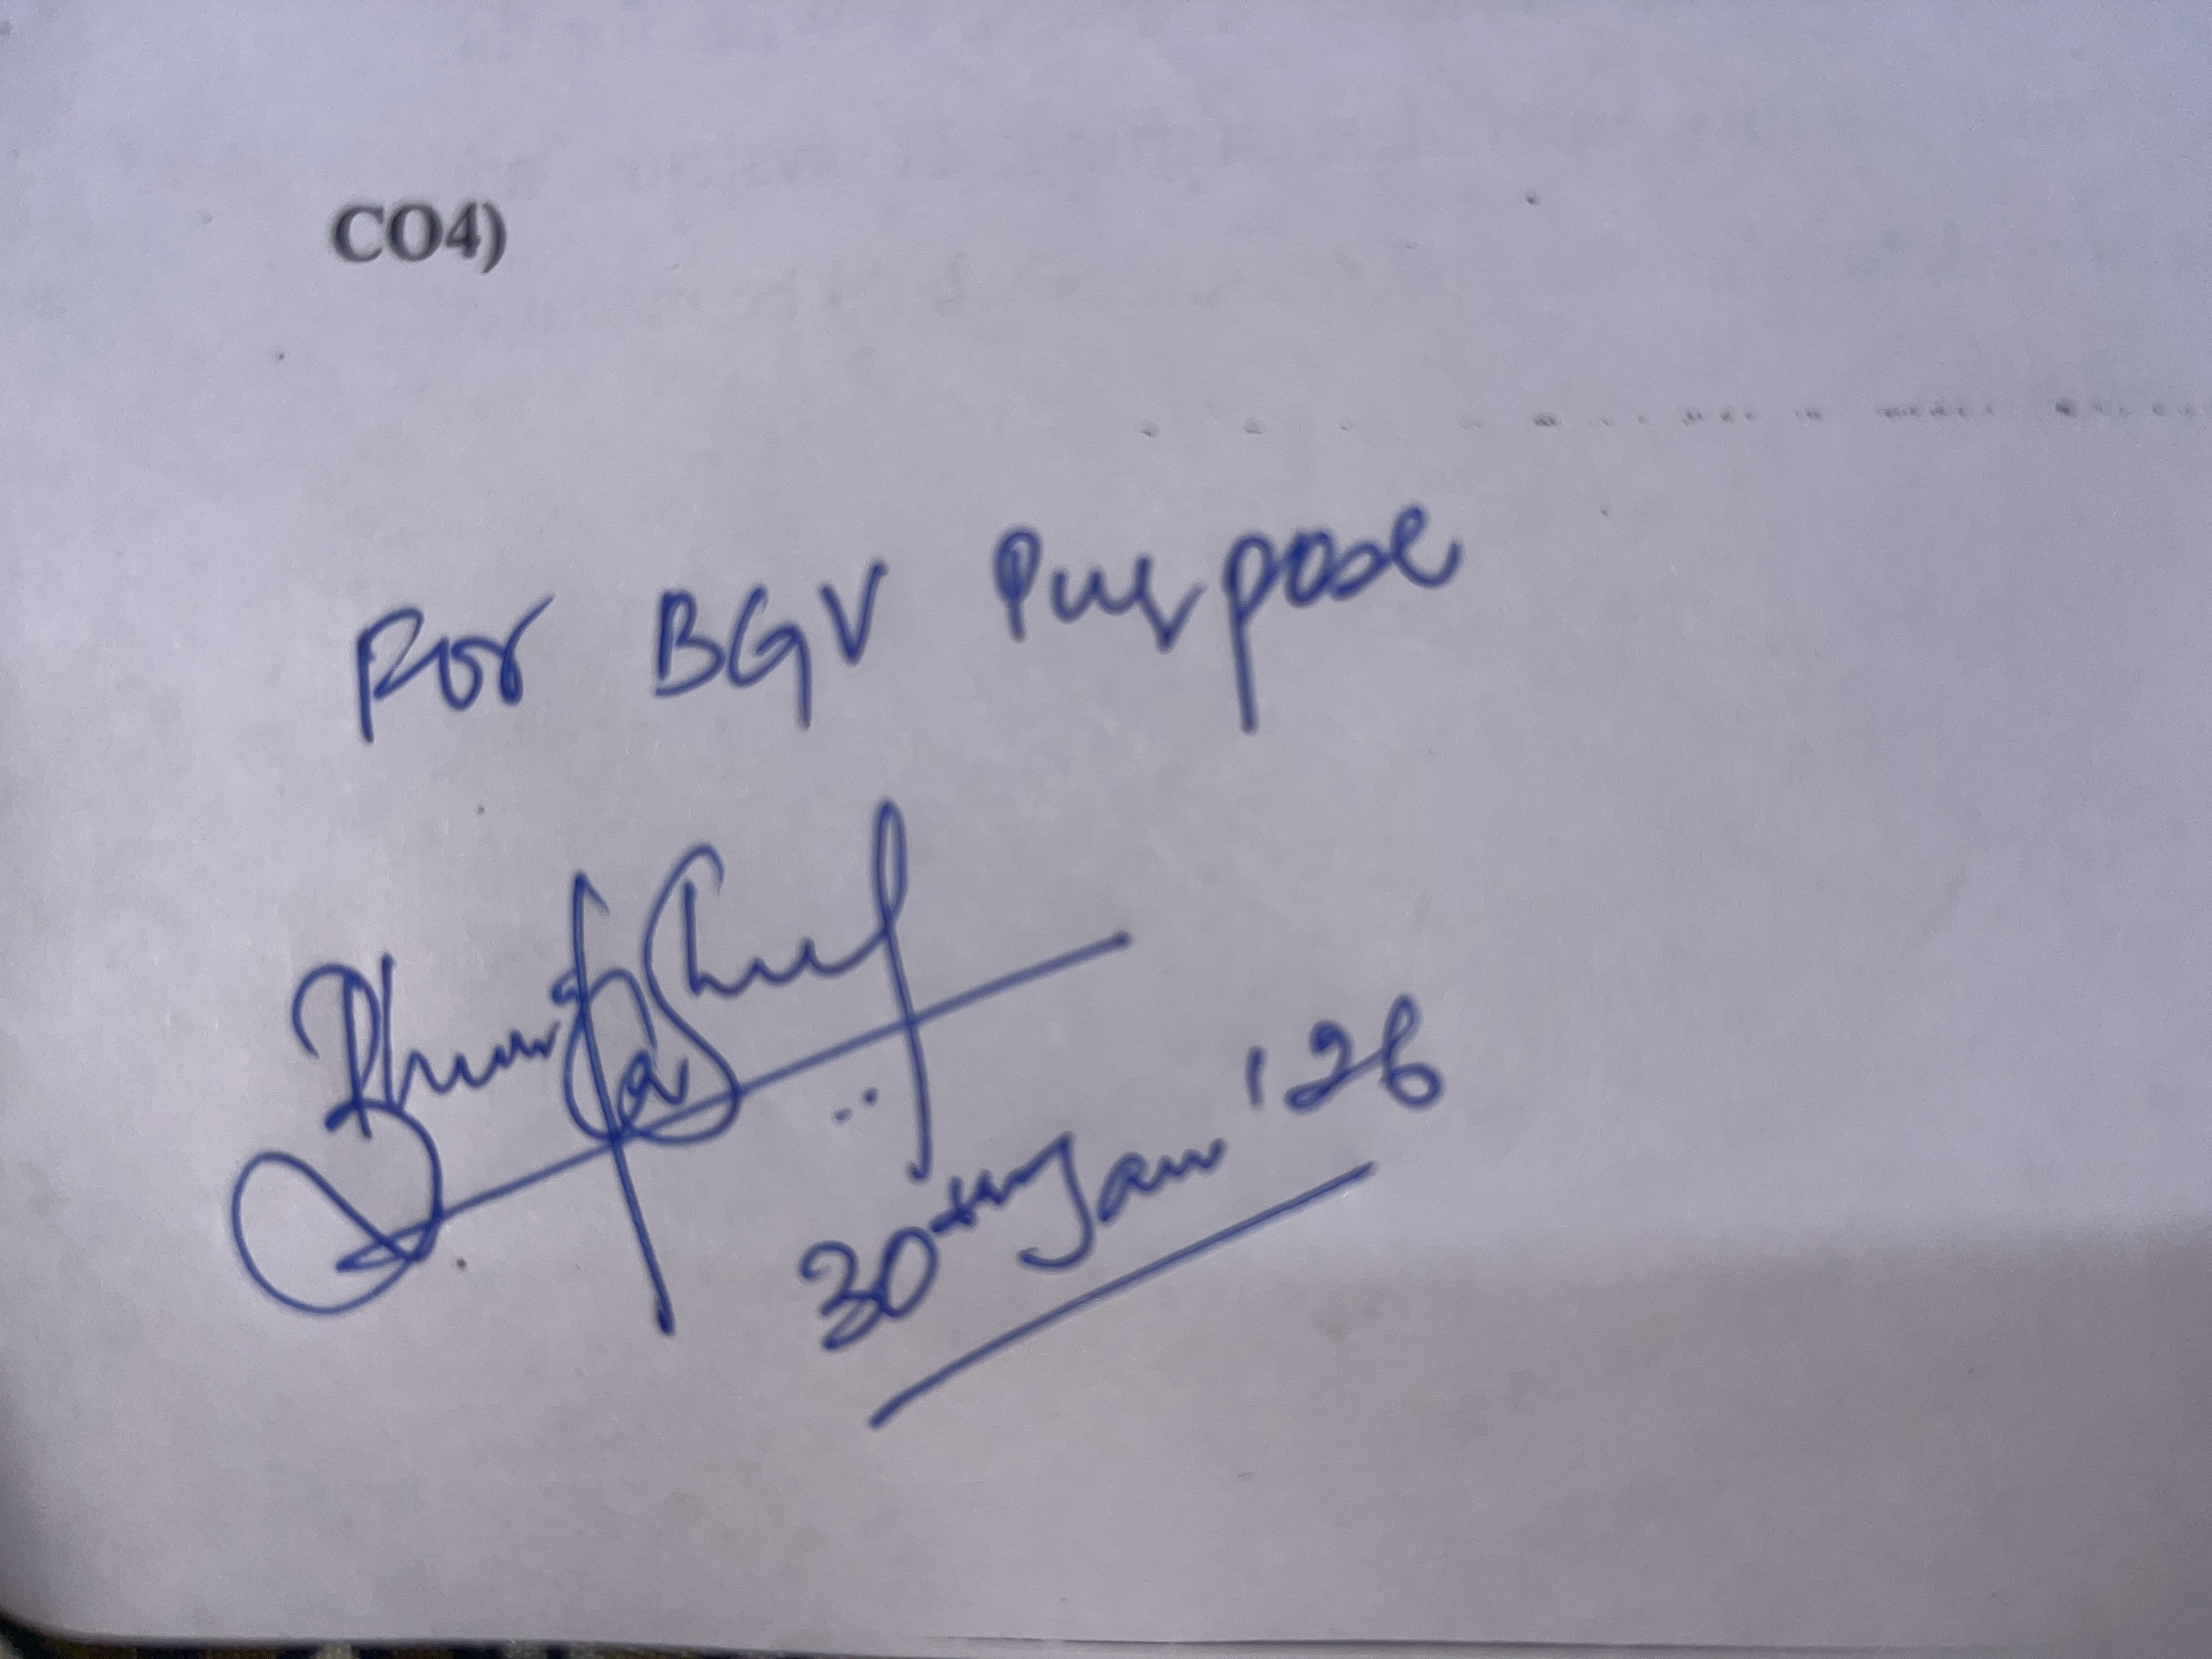 CO4)
For BGV Purpose
30th Jan '26